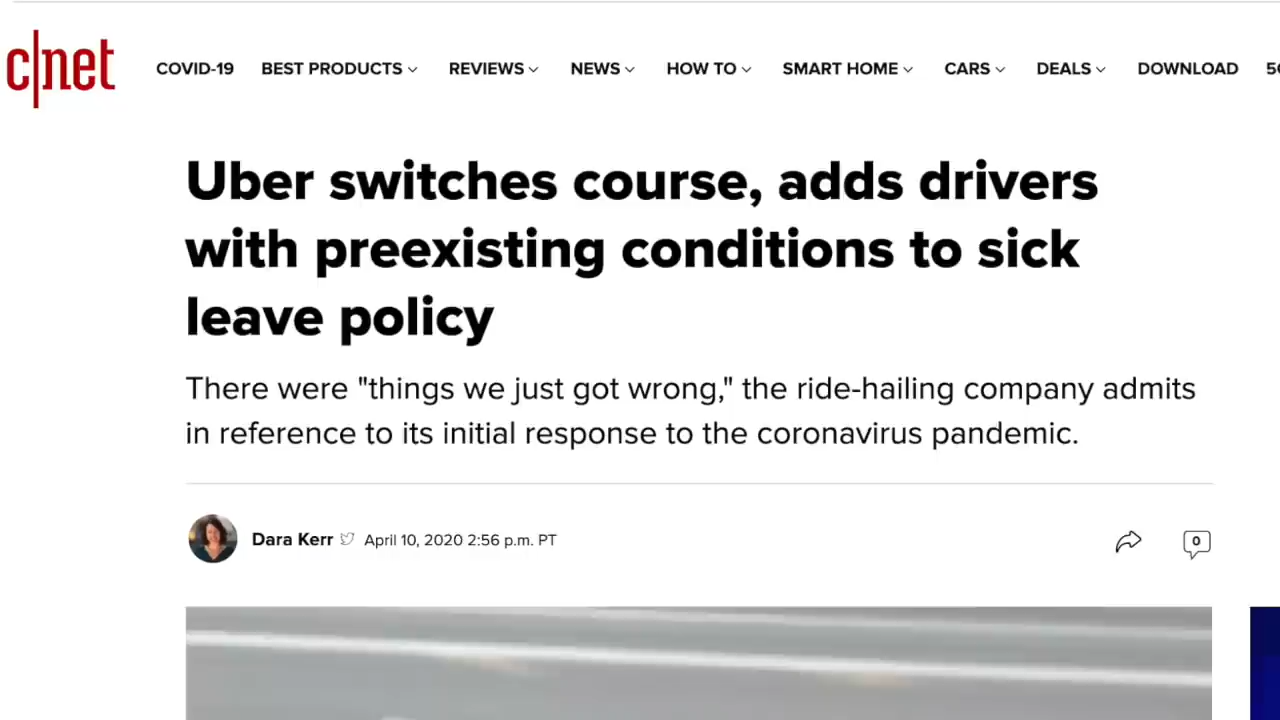 c|net COVID-19 BEST PRODUCTS REVIEWS NEWS HOW TO SMART HOME CARS DEALS DOWNLOAD
Uber switches course, adds drivers
with preexisting conditions to sick
leave policy
There were "things we just got wrong," the ride-hailing company admits
in reference to its initial response to the coronavirus pandemic.
Dara Kerr April 10, 2020 2:56 p.m. PT 0